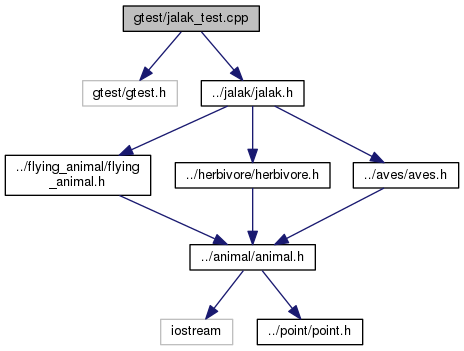 gtest/jalak_test.cpp
gtest/gtest.h
../jalak/jalak.h
../flying_animal/flying
_animal.h
../herbivore/herbivore.h
../aves/aves.h
../animal/animal.h
iostream
../point/point.h